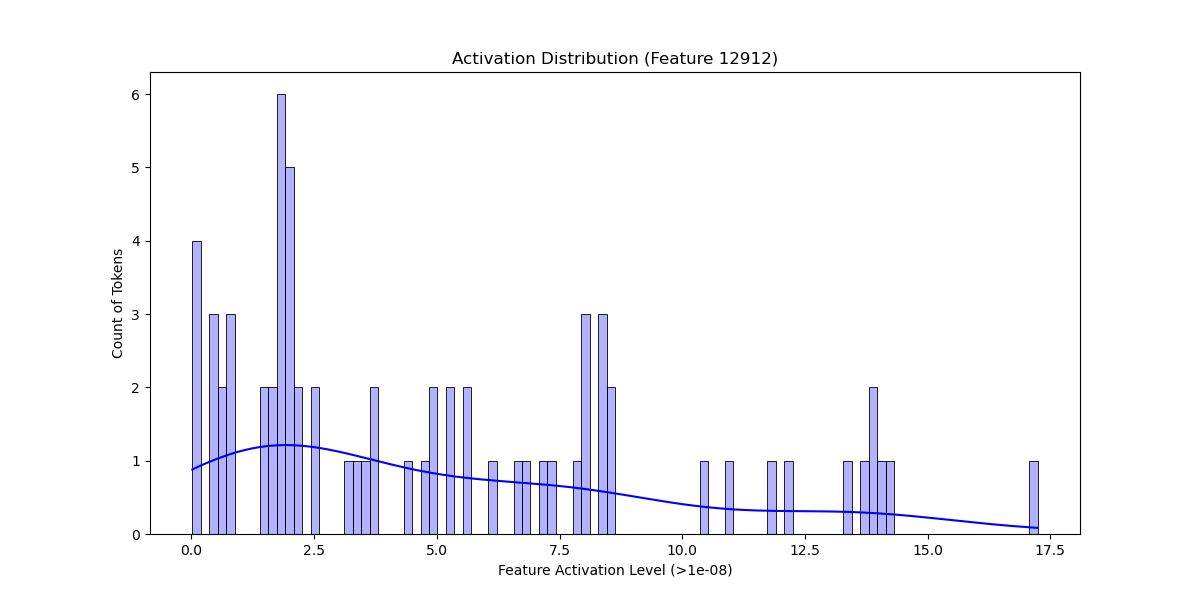 Activation Distribution (Feature 12912)
Count of Tokens
6
5
4
3
2
1
0
0.0 2.5 5.0 7.5 10.0 12.5 15.0 17.5
Feature Activation Level (>1e-08)